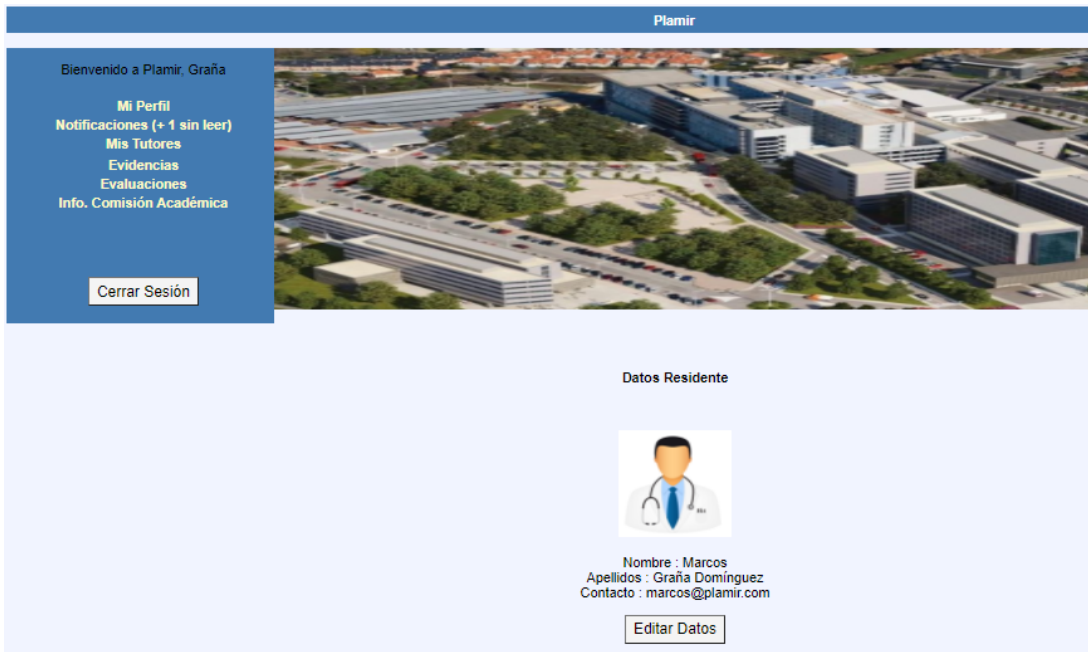 Plamir
Bienvenido a Plamir, Graña
Mi Perfil
Notificaciones (+ 1 sin leer)
Mis Tutores
Evidencias
Evaluaciones
Info. Comisión Académica
Cerrar Sesión
Datos Residente
Nombre : Marcos
Apellidos : Graña Domínguez
Contacto : marcos@plamir.com
Editar Datos